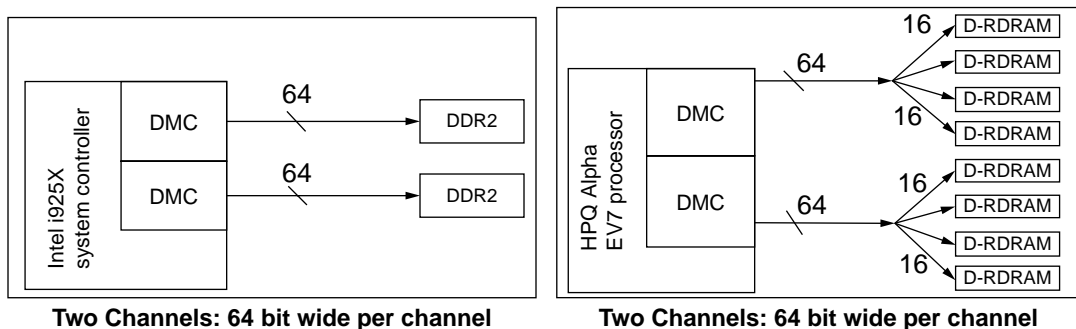 Intel i925X
system controller
DMC
DMC
64
64
DDR2
DDR2
Two Channels: 64 bit wide per channel
HPQ Alpha
EV7 processor
DMC
DMC
64
64
16
16
16
16
D-RDRAM
D-RDRAM
D-RDRAM
D-RDRAM
D-RDRAM
D-RDRAM
D-RDRAM
D-RDRAM
Two Channels: 64 bit wide per channel